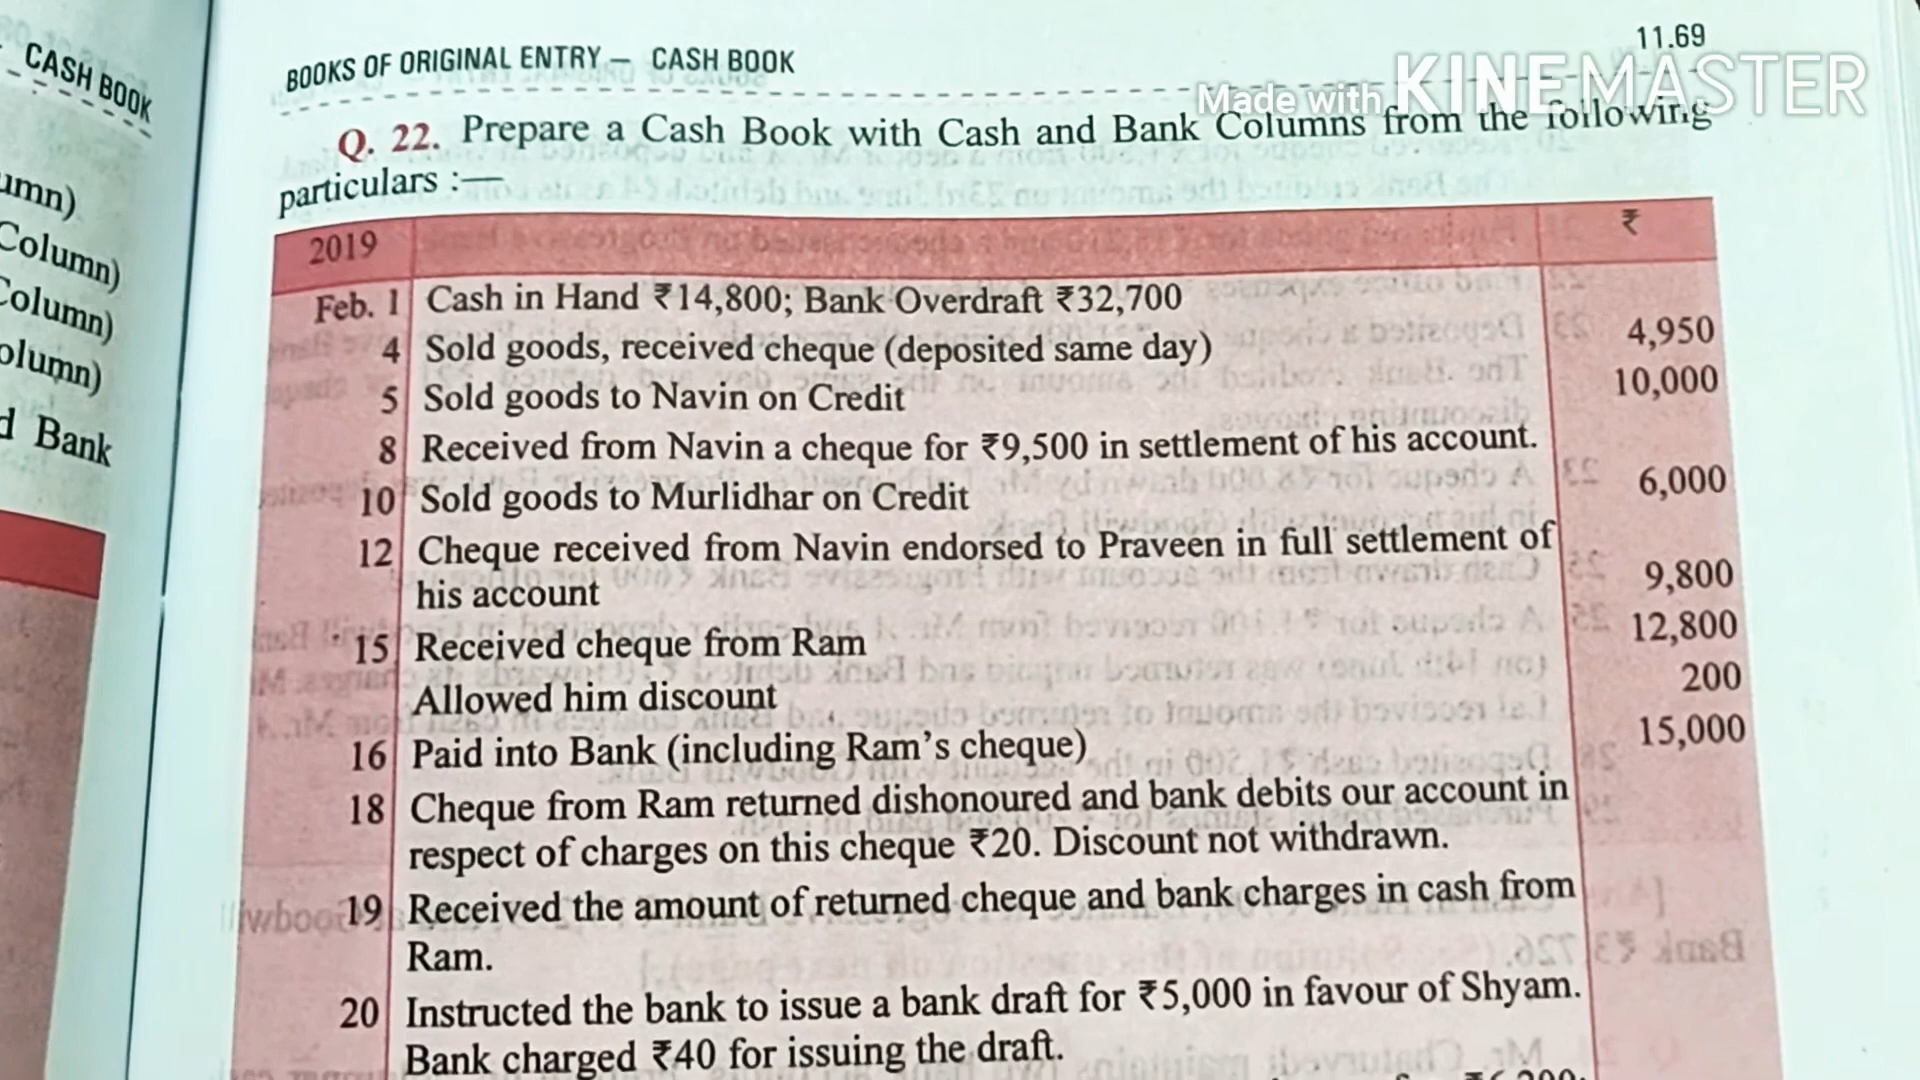 CASH BOOK
umn)
Column)
Column)
olumn)
d Bank
BOOKS OF ORIGINAL ENTRY — CASH BOOK
11.69
Made with KINEMASTER
Q. 22. Prepare a Cash Book with Cash and Bank Columns from the following
particulars :—
2019 ₹
Feb. 1 Cash in Hand ₹14,800; Bank Overdraft ₹32,700
4 Sold goods, received cheque (deposited same day) 4,950
5 Sold goods to Navin on Credit 10,000
8 Received from Navin a cheque for ₹9,500 in settlement of his account.
10 Sold goods to Murlidhar on Credit 6,000
12 Cheque received from Navin endorsed to Praveen in full settlement of
his account 9,800
15 Received cheque from Ram 12,800
Allowed him discount 200
16 Paid into Bank (including Ram's cheque) 15,000
18 Cheque from Ram returned dishonoured and bank debits our account in
respect of charges on this cheque ₹20. Discount not withdrawn.
19 Received the amount of returned cheque and bank charges in cash from
Ram.
20 Instructed the bank to issue a bank draft for ₹5,000 in favour of Shyam.
Bank charged ₹40 for issuing the draft.